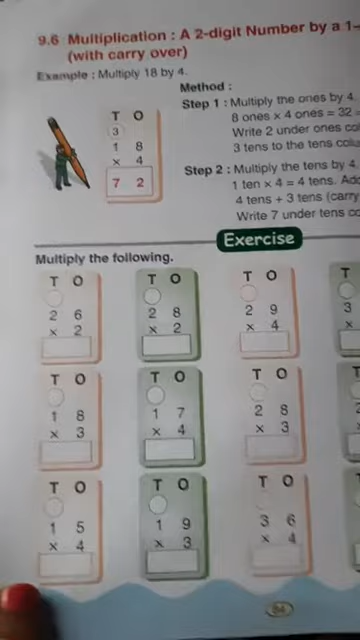 9.6 Multiplication : A 2-digit Number by a 1-
(with carry over)
Example : Multiply 18 by 4.
Method :
T O
3
1 8
x 4
7 2
Step 1 : Multiply the ones by 4.
8 ones x 4 ones = 32 =
Write 2 under ones
3 tens to the tens
Step 2 : Multiply the tens by 4.
1 ten x 4 = 4 tens.
4 tens + 3 tens (carry
Write 7 under tens
Exercise
Multiply the following.
T O T O T O T
2 6 2 8 2 9 3
x 2 x 2 x 4 x
T O T O T O T
1 8 1 7 2 8
x 3 x 4 x 3
T O T O T O
1 5 1 9 3 6
x 4 x 3 x 4
84